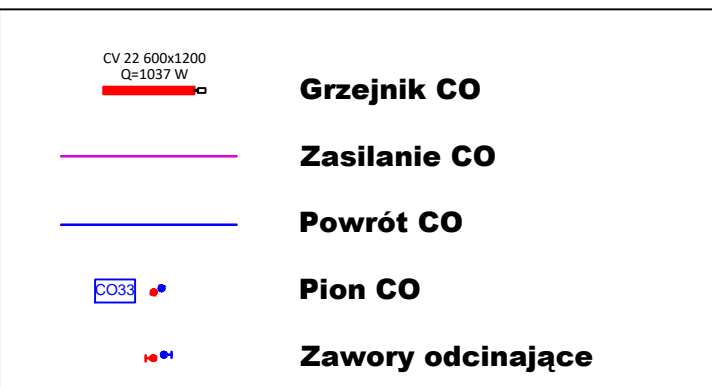 CV 22 600x1200
Q=1037 W
Grzejnik CO
Zasilanie CO
Powrót CO
CO33
Pion CO
Zawory odcinające